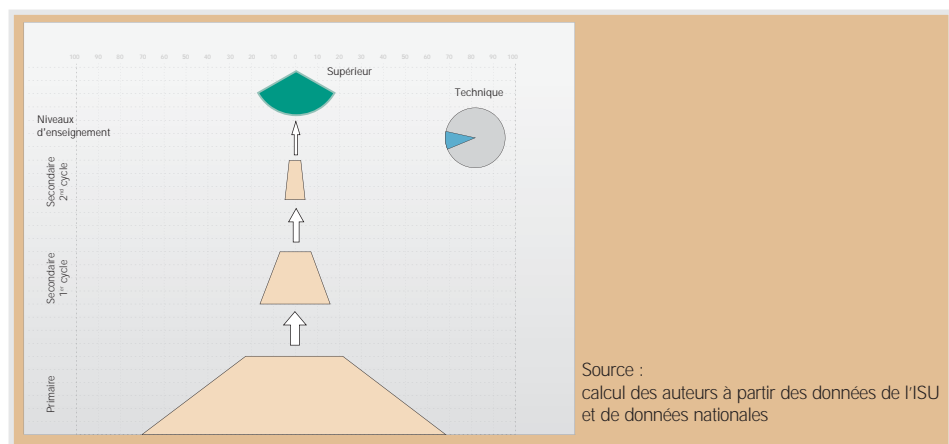 100 90 80 70 60 50 40 30 20 10 0 10 20 30 40 50 60 70 80 90 100
Supérieur
Technique
Niveaux
d'enseignement
Secondaire
2nd cycle
Secondaire
1er cycle
Primaire
Source :
calcul des auteurs à partir des données de l'ISU
et de données nationales